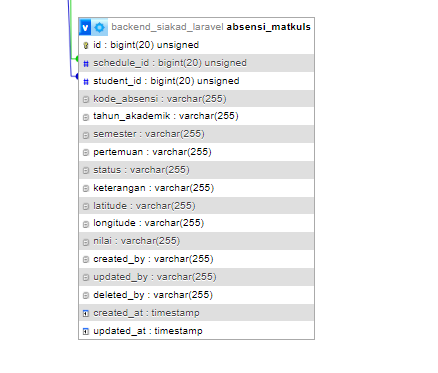 v backend_siakad_laravel absensi_matkuls
id : bigint(20) unsigned
# schedule_id : bigint(20) unsigned
# student_id : bigint(20) unsigned
kode_absensi : varchar(255)
tahun_akademik : varchar(255)
semester : varchar(255)
pertemuan : varchar(255)
status : varchar(255)
keterangan : varchar(255)
latitude : varchar(255)
longitude : varchar(255)
nilai : varchar(255)
created_by : varchar(255)
updated_by : varchar(255)
deleted_by : varchar(255)
created_at : timestamp
updated_at : timestamp